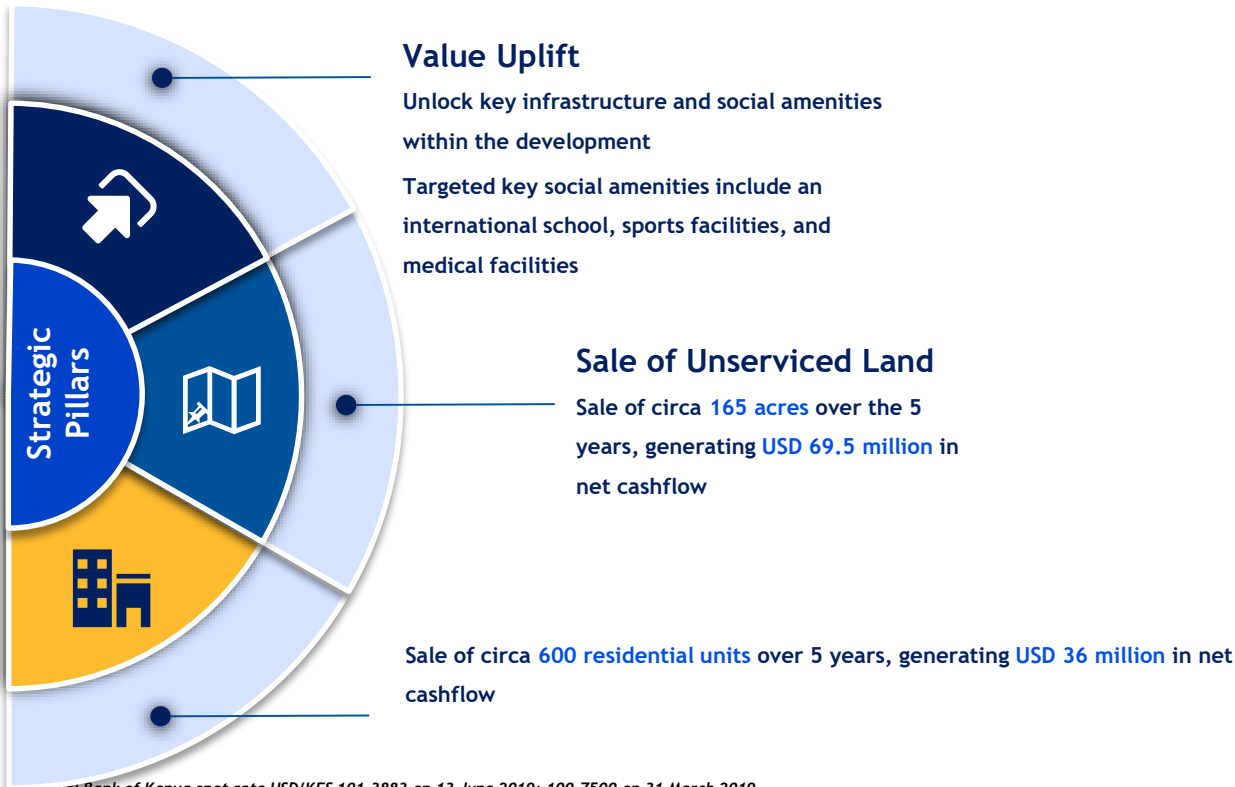 Value Uplift
Unlock key infrastructure and social amenities
within the development
Targeted key social amenities include an
international school, sports facilities, and
medical facilities
Strategic
Pillars
Sale of Unserviced Land
Sale of circa 165 acres over the 5
years, generating USD 69.5 million in
net cashflow
Sale of circa 600 residential units over 5 years, generating USD 36 million in net
cashflow